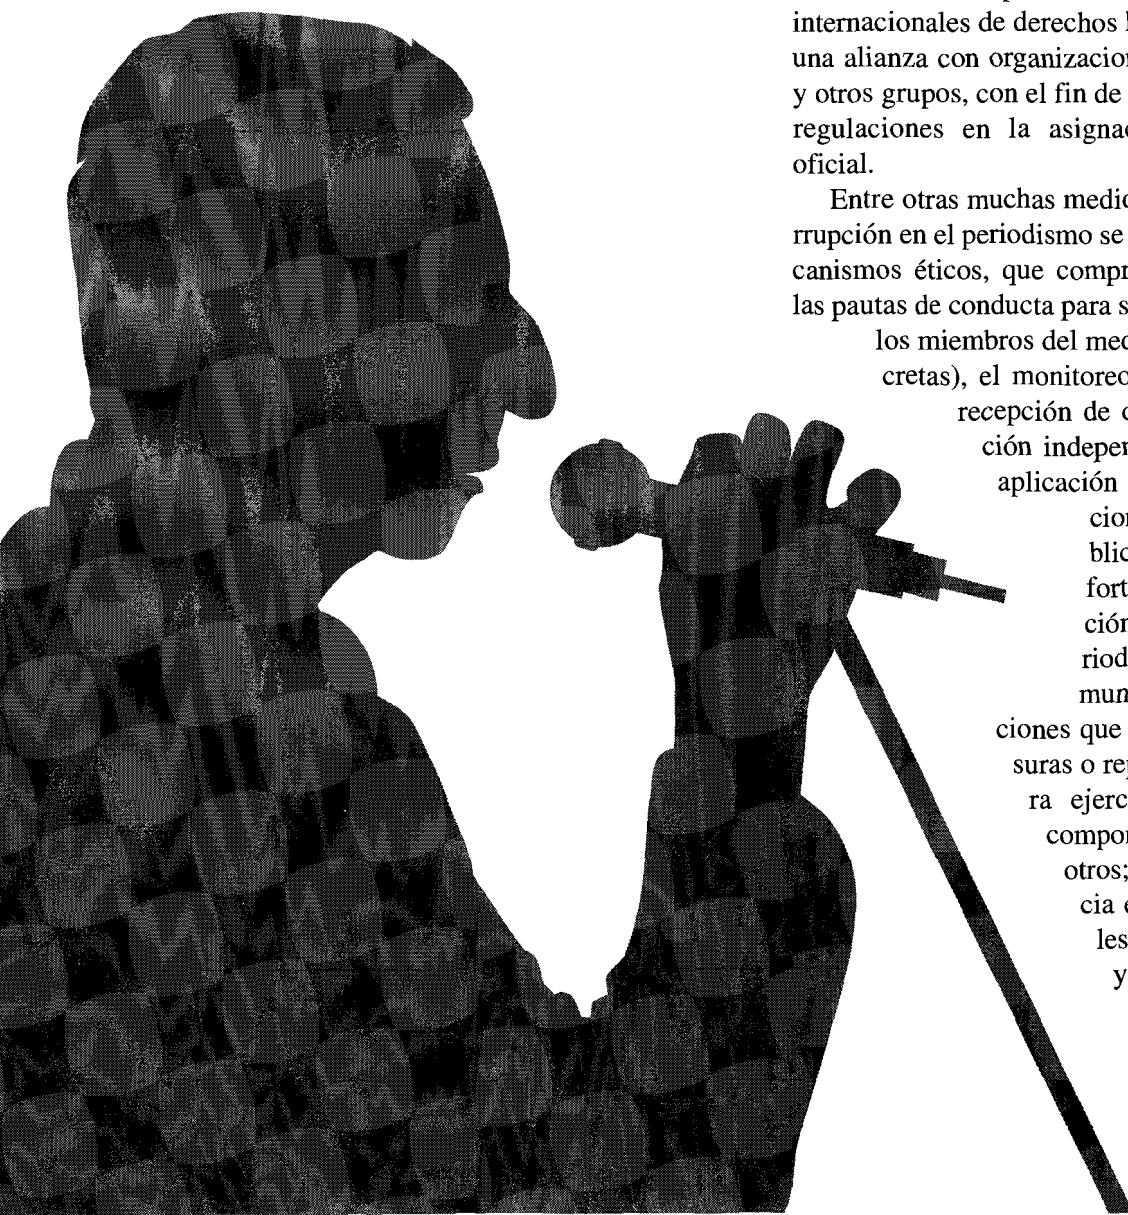 internacionales de derechos
una alianza con organizacion
y otros grupos, con el fin de
regulaciones en la asignac
oficial.
Entre otras muchas medid
rrupción en el periodismo se
canismos éticos, que compr
las pautas de conducta para s
los miembros del med
cretas), el monitoreo
recepción de
ción indepen
aplicación
cion
blic
fort
ción
riod
mun
ciones que
suras o rep
ra ejerc
compor
otros;
cia e
les
y